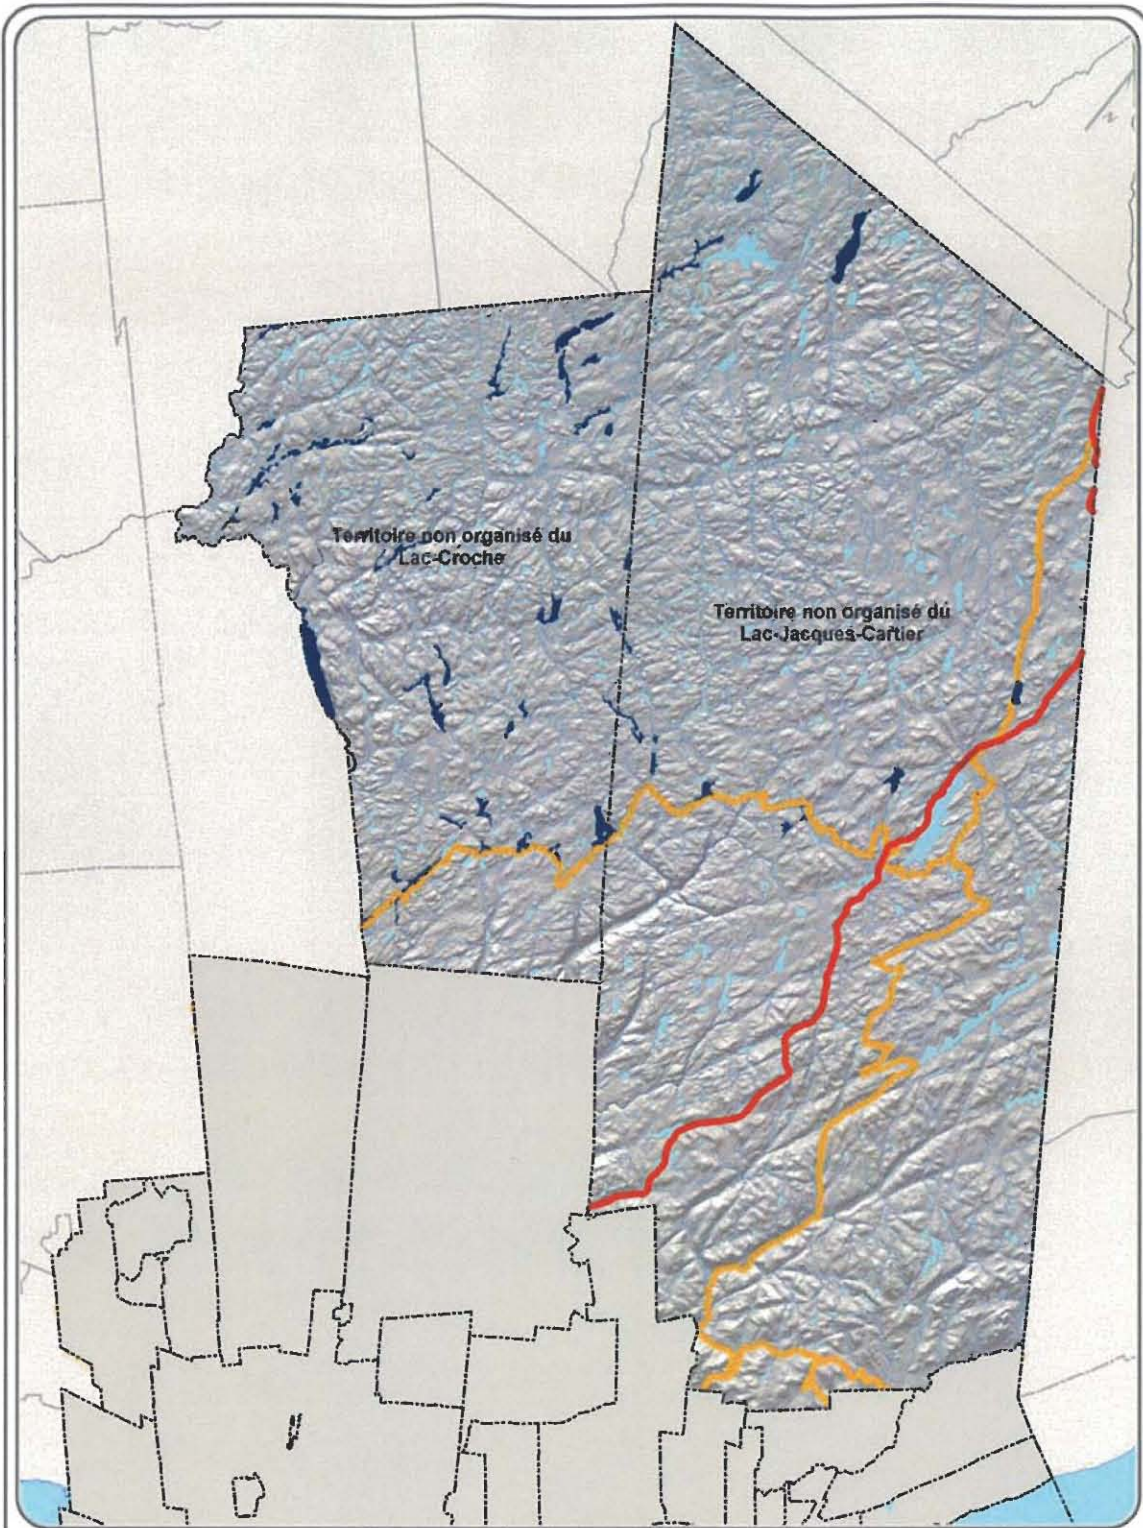 Territoire non organisé du
Lac-Croche
Territoire non organisé du
Lac-Jacques-Cartier